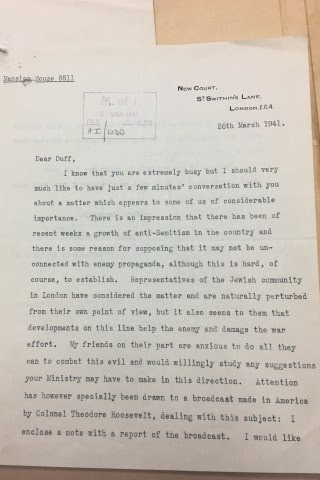 Mansion House 8811
NEW COURT,
ST SWITHIN'S LANE,
LONDON, E.C.4.
M. of I.
1030
26th March 1941.
Dear Duff,
I know that you are extremely busy but I should very
much like to have just a few minutes' conversation with you
about a matter which appears to some of us of considerable
importance. There is an impression that there has been of
recent weeks a growth of anti-Semitism in the country and
there is some reason for supposing that it may not be un-
connected with enemy propaganda, although this is hard, of
course, to establish. Representatives of the Jewish community
in London have considered the matter and are naturally perturbed
from their own point of view, but it also seems to them that
developments on this line help the enemy and damage the war
effort. My friends on their part are anxious to do all they
can to combat this evil and would willingly study any suggestions
your Ministry may have to make in this direction. Attention
has however specially been drawn to a broadcast made in America
by Colonel Theodore Roosevelt, dealing with this subject: I
enclose a note with a report of the broadcast. I would like